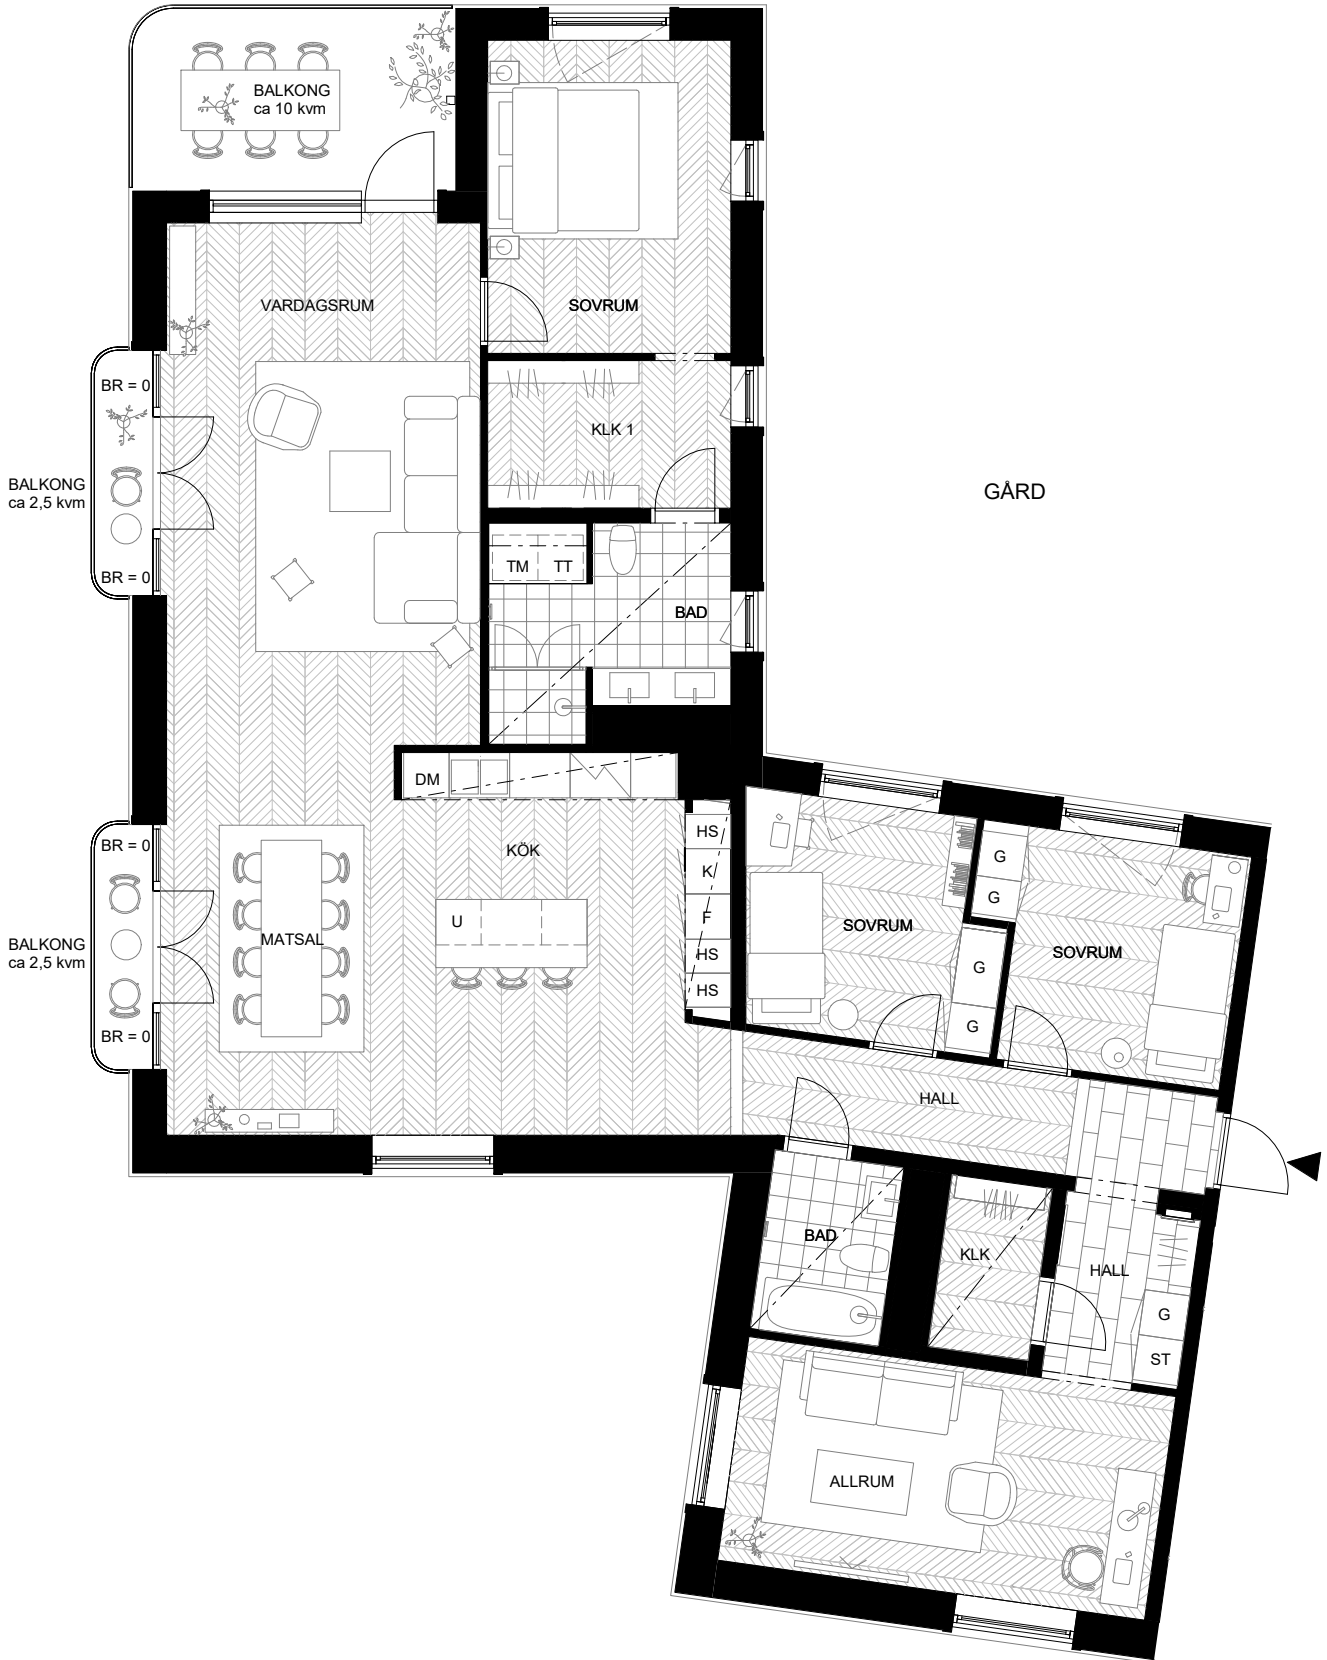 BALKONG
ca 10 kvm
VARDAGSRUM
SOVRUM
BR = 0
KLK 1
BALKONG
ca 2,5 kvm
GÅRD
TM
TT
BR = 0
BAD
DM
HS
BR = 0
KÖK
G
K
G
U
F
SOVRUM
MATSAL
BALKONG
ca 2,5 kvm
HS
SOVRUM
G
HS
G
BR = 0
HALL
BAD
KLK
HALL
G
ST
ALLRUM